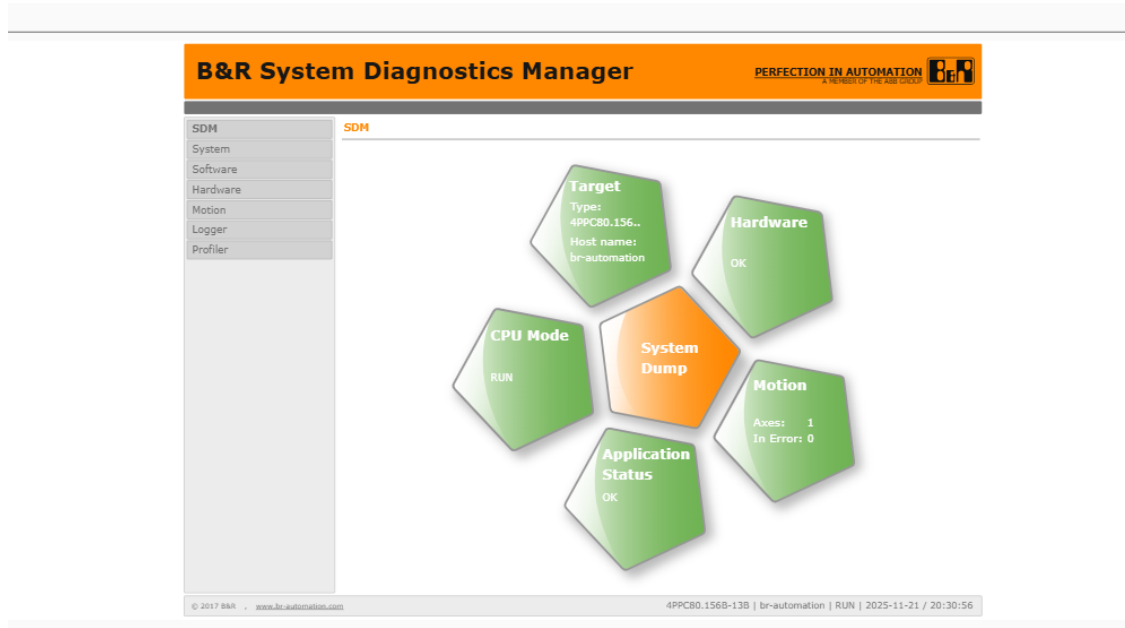 B&R System Diagnostics Manager
PERFECTION IN AUTOMATION
A MEMBER OF THE ABB GROUP
B&R
SDM
System
Software
Hardware
Motion
Logger
Profiler
SDM
Target
Type:
4PPC80.156..
Host name:
br-automation
Hardware
OK
CPU Mode
RUN
System
Dump
Motion
Axes: 1
In Error: 0
Application
Status
OK
© 2017 B&R , www.br-automation.com
4PPC80.156B-13B | br-automation | RUN | 2025-11-21 / 20:30:56